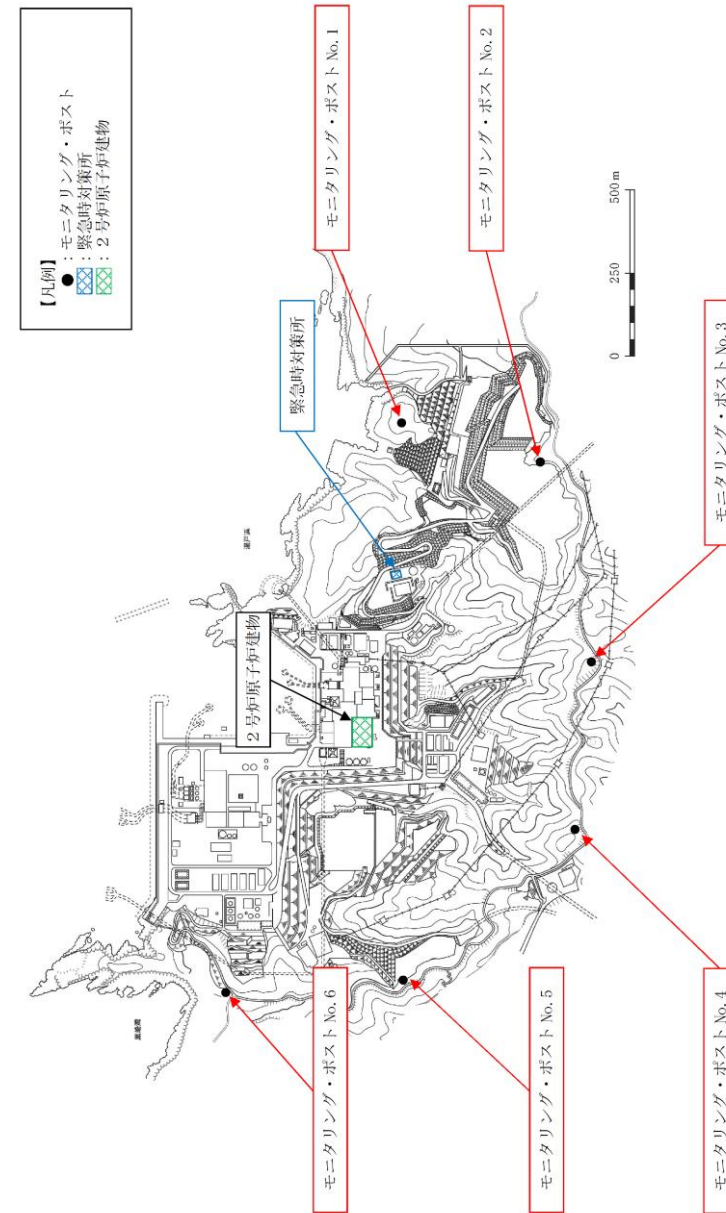 【凡例】
●：モニタリング・ポスト
：緊急時対策所
：２号炉原子炉建物
モニタリング・ポスト No.1
モニタリング・ポスト No.2
モニタリング・ポスト No.3
モニタリング・ポスト No.4
モニタリング・ポスト No.5
モニタリング・ポスト No.6
緊急時対策所
２号炉原子炉建物
0 250 500 m